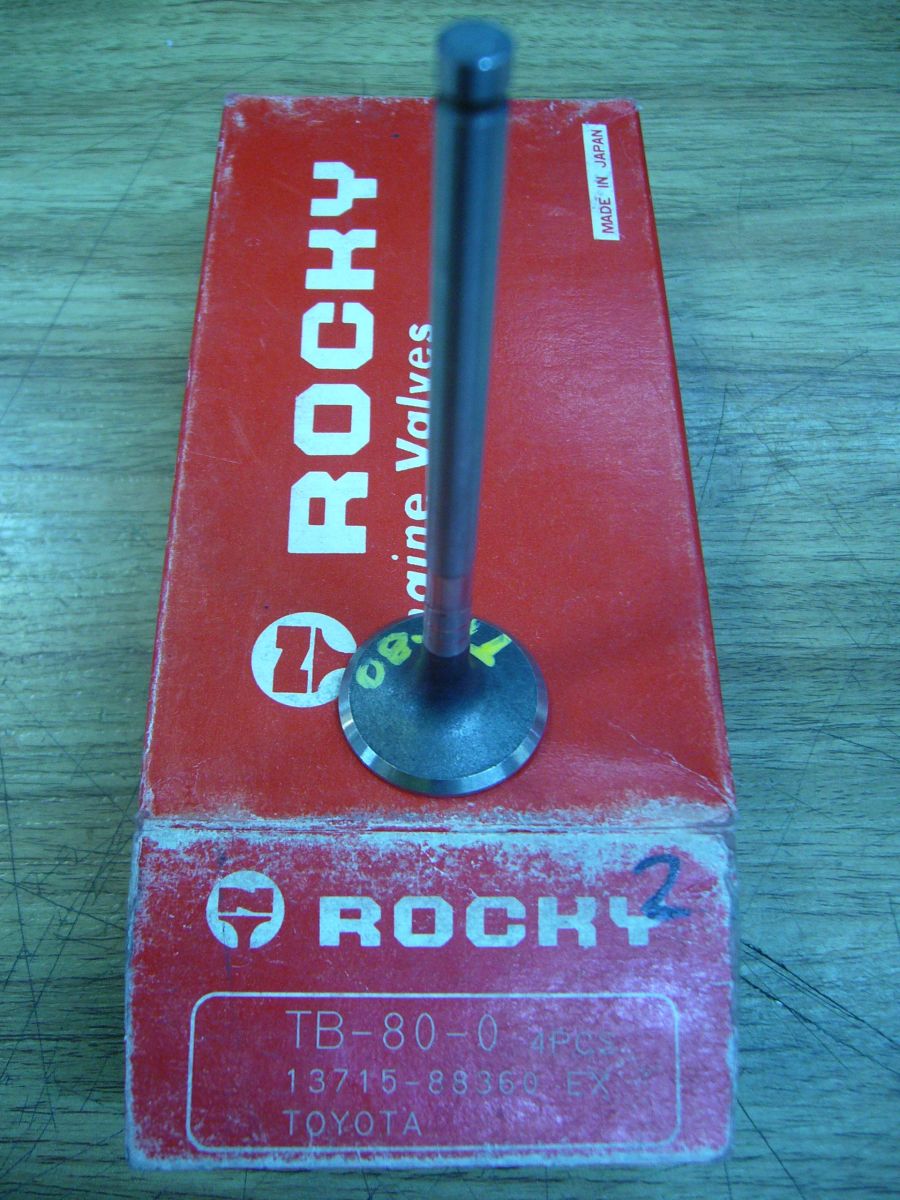 MADE IN JAPAN
ROCKY
Engine Valves
2
ROCKY
TB-80-0 4PCS.
13715-88360 EX
TOYOTA